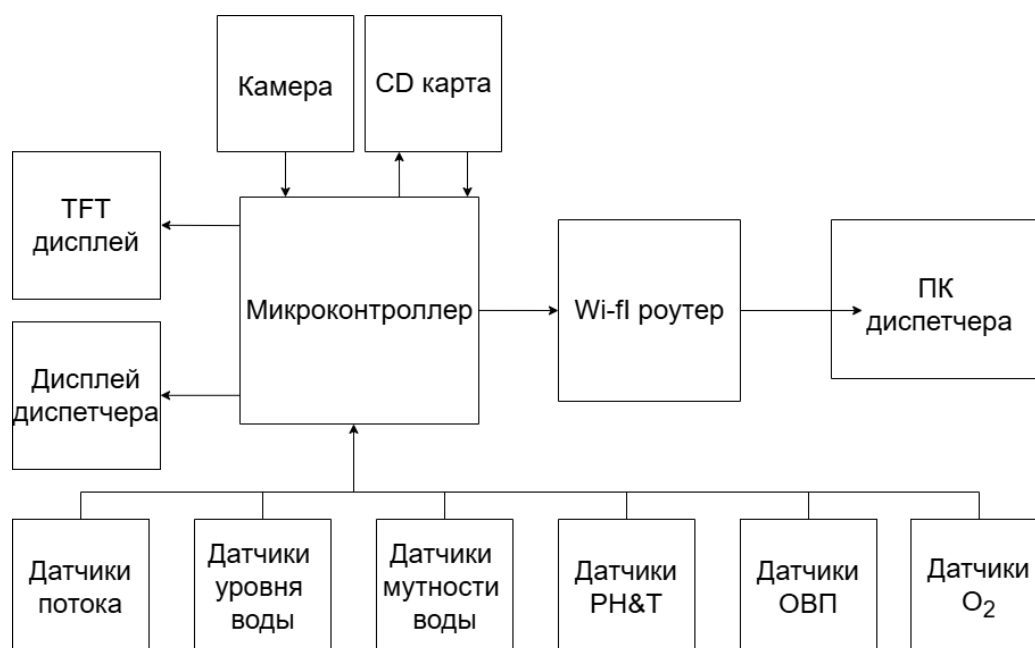 Камера
CD карта
TFT
дисплей
Микроконтроллер
Wi-fI роутер
ПК
диспетчера
Дисплей
диспетчера
Датчики
потока
Датчики
уровня
воды
Датчики
мутности
воды
Датчики
PH&T
Датчики
ОВП
Датчики
O₂